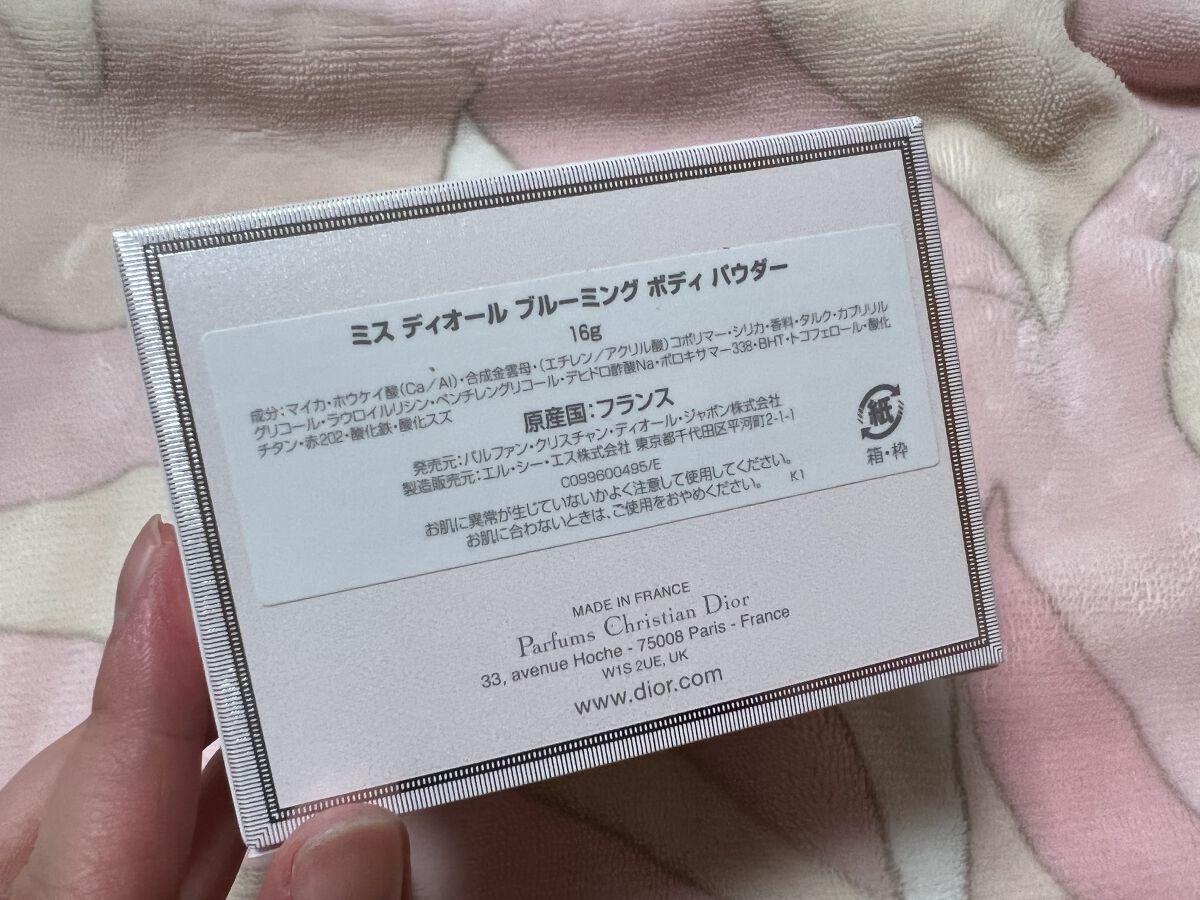 ミス ディオール ブルーミング ボディ パウダー
16g
成分:マイカ・ホウケイ酸(Ca/Al)・合成金雲母・(エチレン/アクリル酸)コポリマー・シリカ・香料・タルク・カプリリル
グリコール・ラウロイルリシン・ペンチレングリコール・デヒドロ酢酸Na・ポロキサマー338・BHT・トコフェロール・酸化
チタン・赤202・酸化鉄・酸化スズ
原産国:フランス
発売元:パルファン・クリスチャン・ディオール・ジャポン株式会社
製造販売元:エル・シー・エス株式会社 東京都千代田区平河町2-1-1
C099600495/E
お肌に異常が生じていないかよく注意して使用してください。
お肌に合わないときは、ご使用をおやめください。 K1
紙
箱・枠
MADE IN FRANCE
Parfums Christian Dior
33, avenue Hoche - 75008 Paris - France
W1S 2UE, UK
www.dior.com